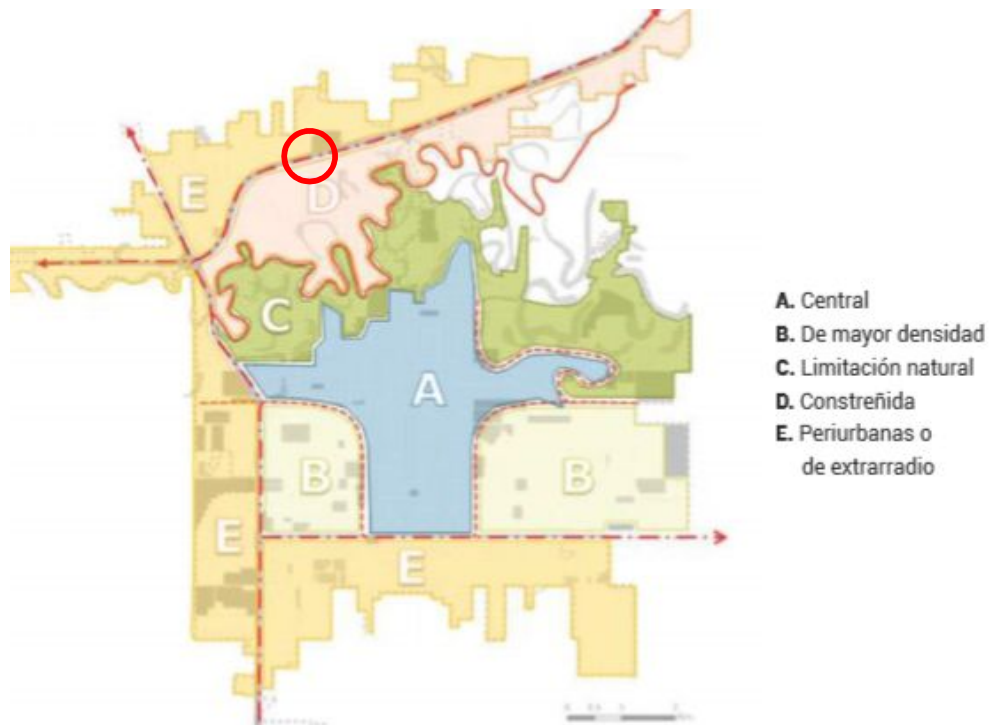 E
D
C
A
B
B
E
E
A. Central
B. De mayor densidad
C. Limitación natural
D. Constreñida
E. Periurbanas o
de extrarradio